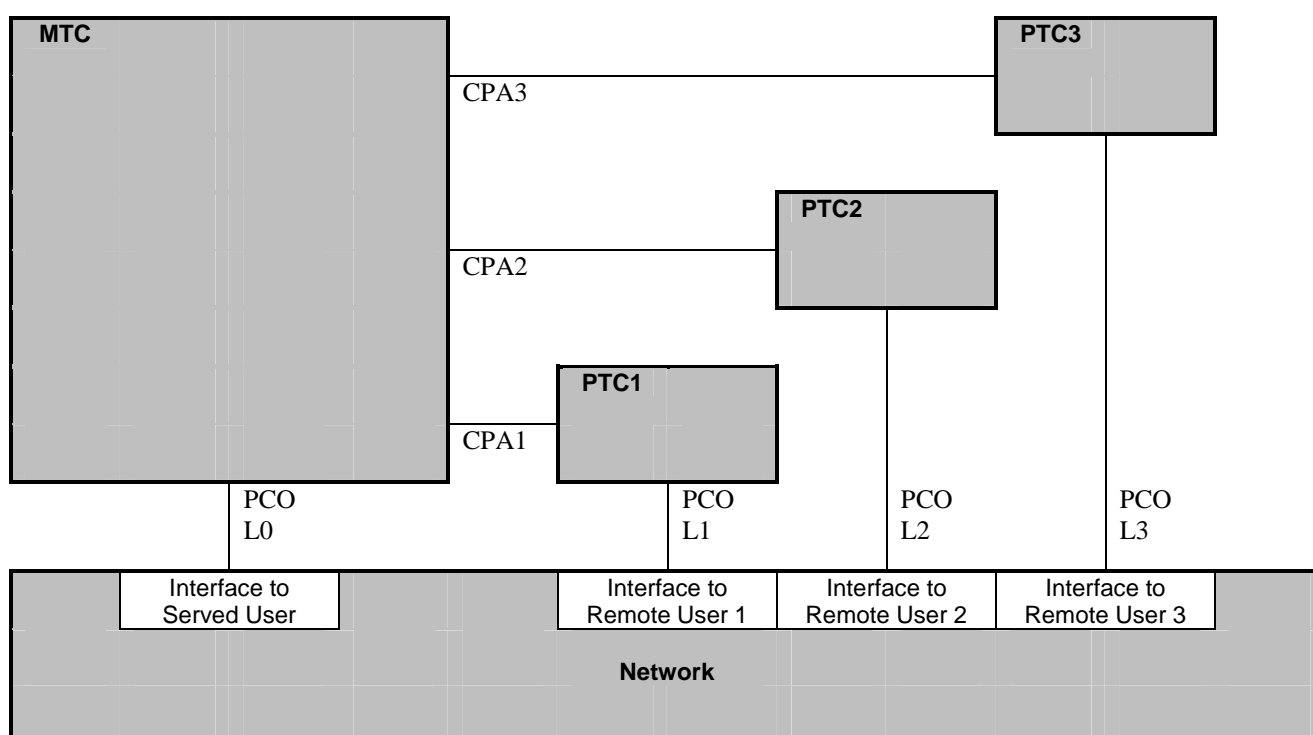 MTC
PTC3
CPA3
PTC2
CPA2
PTC1
CPA1
PCO
L0
PCO
L1
PCO
L2
PCO
L3
Interface to
Served User
Interface to
Remote User 1
Interface to
Remote User 2
Interface to
Remote User 3
Network